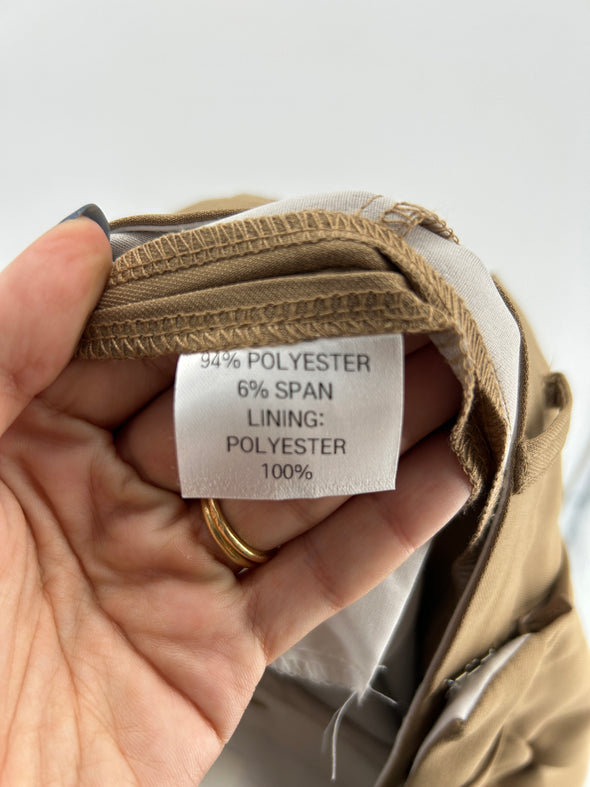 94% POLYESTER
6% SPAN
LINING:
POLYESTER
100%